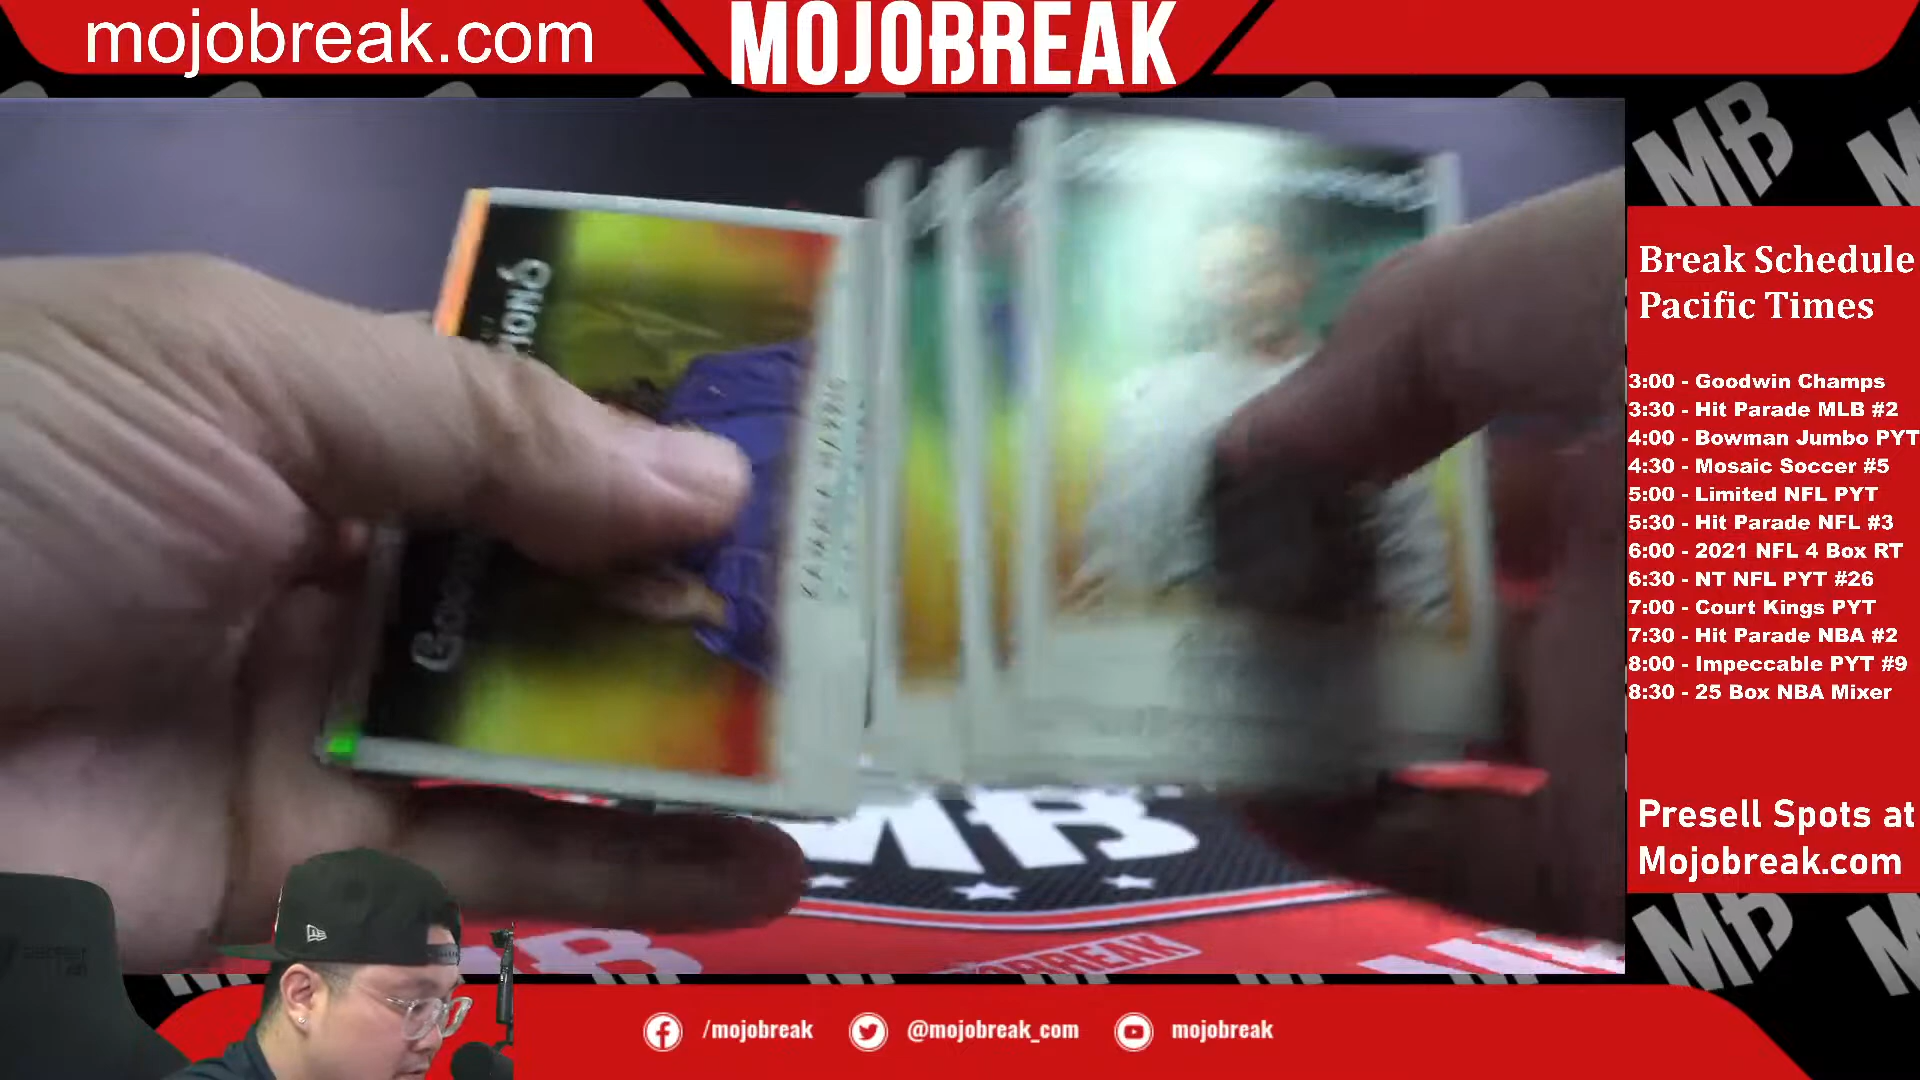 mojobreak.com
MOJOBREAK
MB
Break Schedule
Pacific Times
3:00 - Goodwin Champs
3:30 - Hit Parade MLB #2
4:00 - Bowman Jumbo PYT
4:30 - Mosaic Soccer #5
5:00 - Limited NFL PYT
5:30 - Hit Parade NFL #3
6:00 - 2021 NFL 4 Box RT
6:30 - NT NFL PYT #26
7:00 - Court Kings PYT
7:30 - Hit Parade NBA #2
8:00 - Impeccable PYT #9
8:30 - 25 Box NBA Mixer
Presell Spots at
Mojobreak.com
MB
MB
/mojobreak
@mojobreak_com
mojobreak